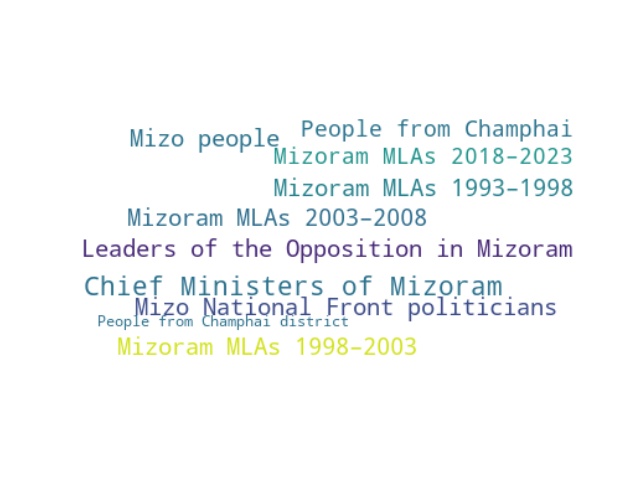 People from Champhai
Mizo people
Mizoram MLAs 2018–2023
Mizoram MLAs 1993–1998
Mizoram MLAs 2003–2008
Leaders of the Opposition in Mizoram
Chief Ministers of Mizoram
Mizo National Front politicians
People from Champhai district
Mizoram MLAs 1998–2003